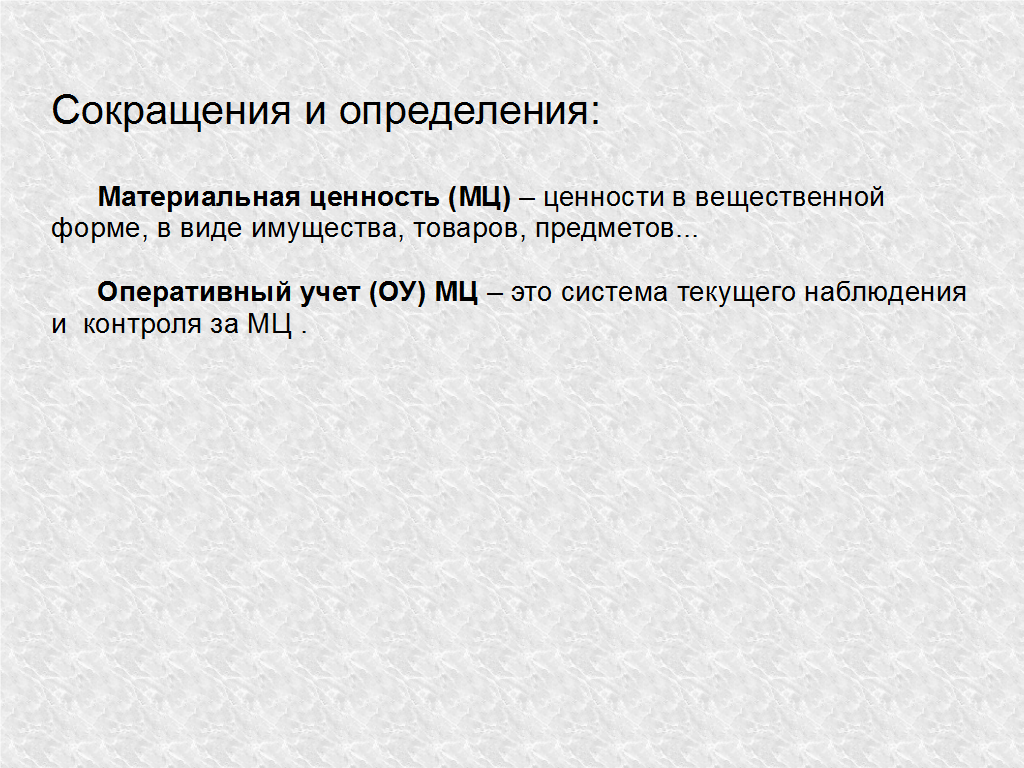 Сокращения и определения:
Материальная ценность (МЦ) – ценности в вещественной
форме, в виде имущества, товаров, предметов...
Оперативный учет (ОУ) МЦ – это система текущего наблюдения
и  контроля за МЦ .